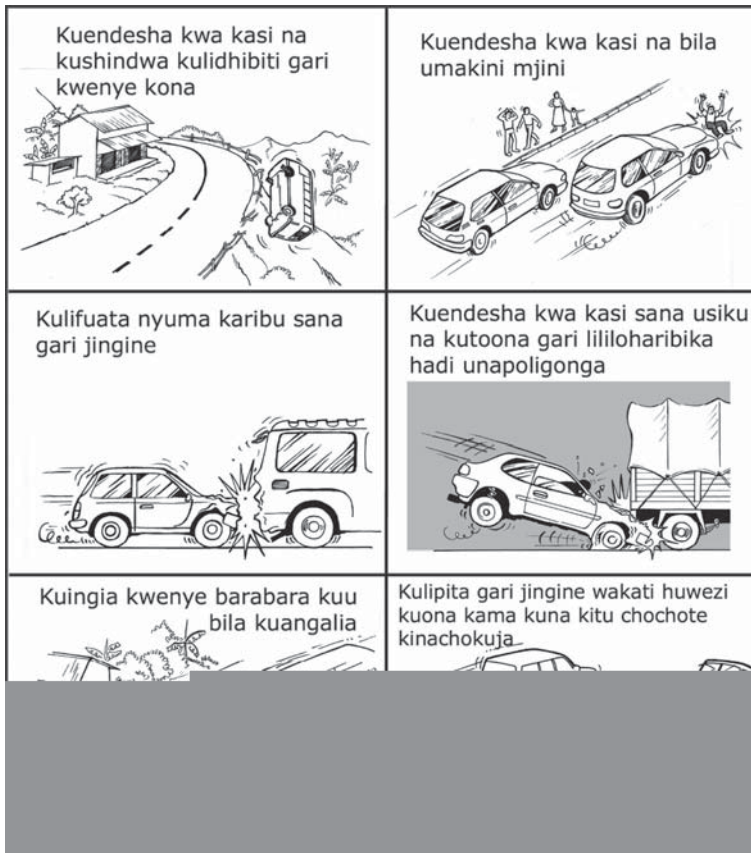 Kuendesha kwa kasi na
kushindwa kulidhibiti gari
kwenye kona
Kuendesha kwa kasi na bila
umakini mjini
Kulifuata nyuma karibu sana
gari jingine
Kuendesha kwa kasi sana usiku
na kutoona gari lililoharibika
hadi unapoligonga
Kuingia kwenye barabara kuu
bila kuangalia
Kulipita gari jingine wakati huwezi
kuona kama kuna kitu chochote
kinachokuja